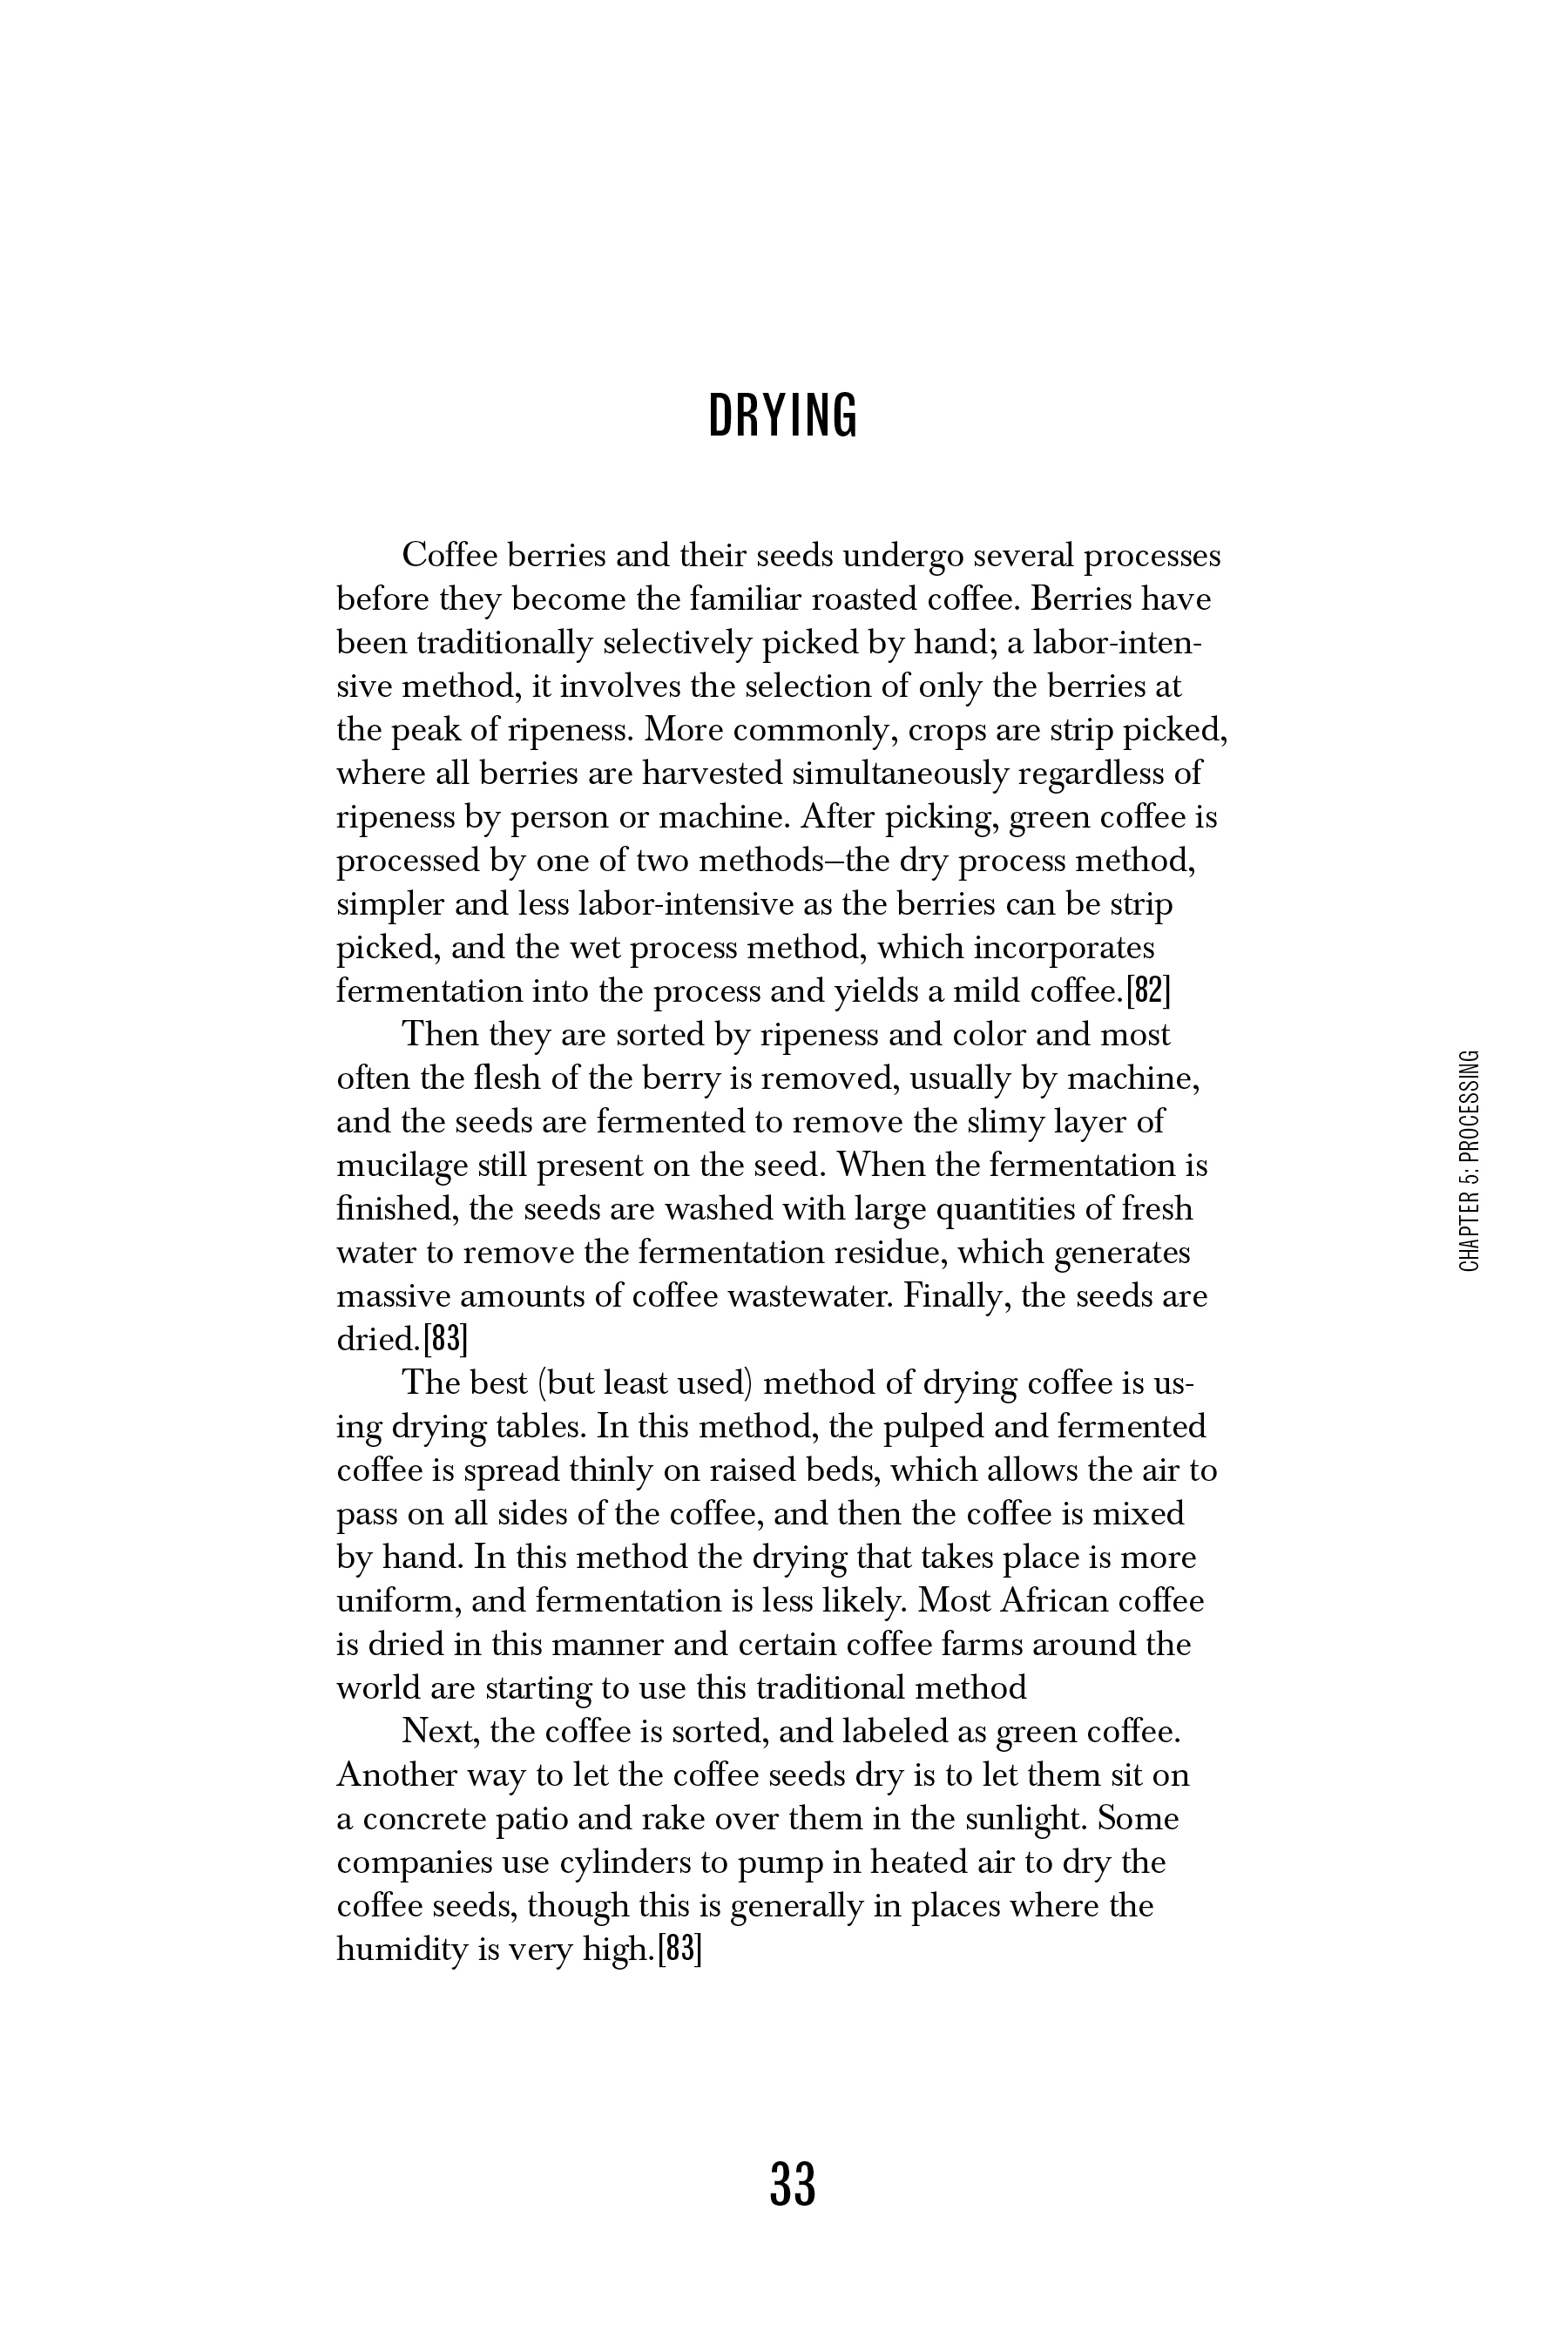 DRYING
Coffee berries and their seeds undergo several processes
before they become the familiar roasted coffee. Berries have
been traditionally selectively picked by hand; a labor-inten-
sive method, it involves the selection of only the berries at
the peak of ripeness. More commonly, crops are strip picked,
where all berries are harvested simultaneously regardless of
ripeness by person or machine. After picking, green coffee is
processed by one of two methods—the dry process method,
simpler and less labor-intensive as the berries can be strip
picked, and the wet process method, which incorporates
fermentation into the process and yields a mild coffee.[82]
Then they are sorted by ripeness and color and most
often the flesh of the berry is removed, usually by machine,
and the seeds are fermented to remove the slimy layer of
mucilage still present on the seed. When the fermentation is
finished, the seeds are washed with large quantities of fresh
water to remove the fermentation residue, which generates
massive amounts of coffee wastewater. Finally, the seeds are
dried.[83]
The best (but least used) method of drying coffee is us-
ing drying tables. In this method, the pulped and fermented
coffee is spread thinly on raised beds, which allows the air to
pass on all sides of the coffee, and then the coffee is mixed
by hand. In this method the drying that takes place is more
uniform, and fermentation is less likely. Most African coffee
is dried in this manner and certain coffee farms around the
world are starting to use this traditional method
Next, the coffee is sorted, and labeled as green coffee.
Another way to let the coffee seeds dry is to let them sit on
a concrete patio and rake over them in the sunlight. Some
companies use cylinders to pump in heated air to dry the
coffee seeds, though this is generally in places where the
humidity is very high.[83]
CHAPTER 5: PROCESSING
33